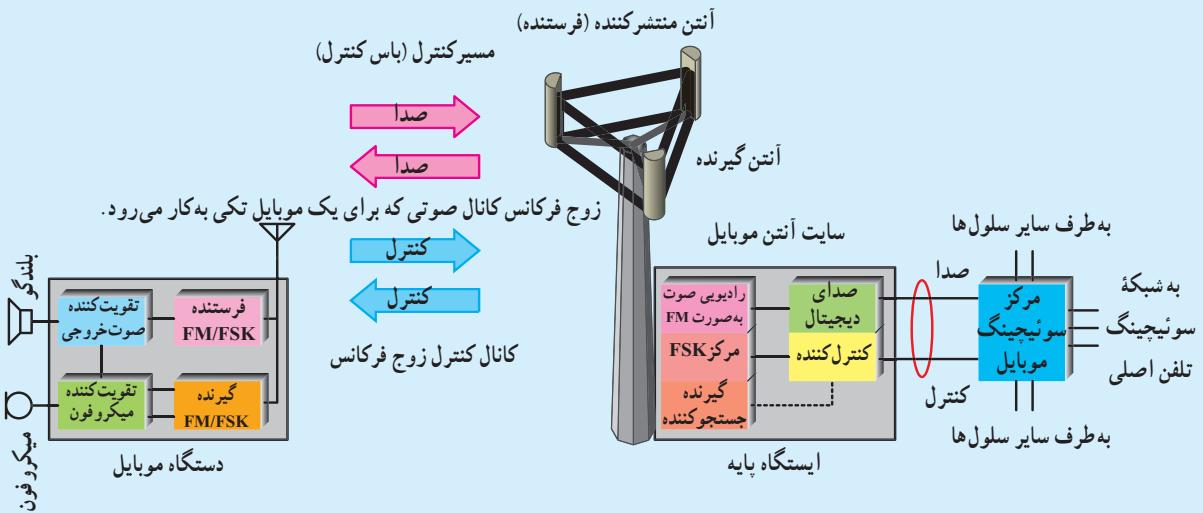 آنتن منتشرکننده (فرستنده)
مسیر کنترل (باس کنترل)
صدا
صدا
آنتن گیرنده
زوج فرکانس کانال صوتی که برای یک موبایل تکی به‌کار می‌رود.
کنترل
کنترل
کانال کنترل زوج فرکانس
سایت آنتن موبایل
به‌طرف سایر سلول‌ها
صدا
کنترل
مرکز
سوئیچینگ
موبایل
به شبکهٔ
سوئیچینگ
تلفن اصلی
به‌طرف سایر سلول‌ها
رادیویی صوت
به‌صورت FM
صدای
دیجیتال
مرکز FSK
کنترل‌کننده
گیرنده
جستجوکننده
ایستگاه پایه
بلندگو
تقویت‌کننده
صوت‌خروجی
فرستنده
FM/FSK
تقویت‌کننده
میکروفون
گیرنده
FM/FSK
میکروفون
دستگاه موبایل